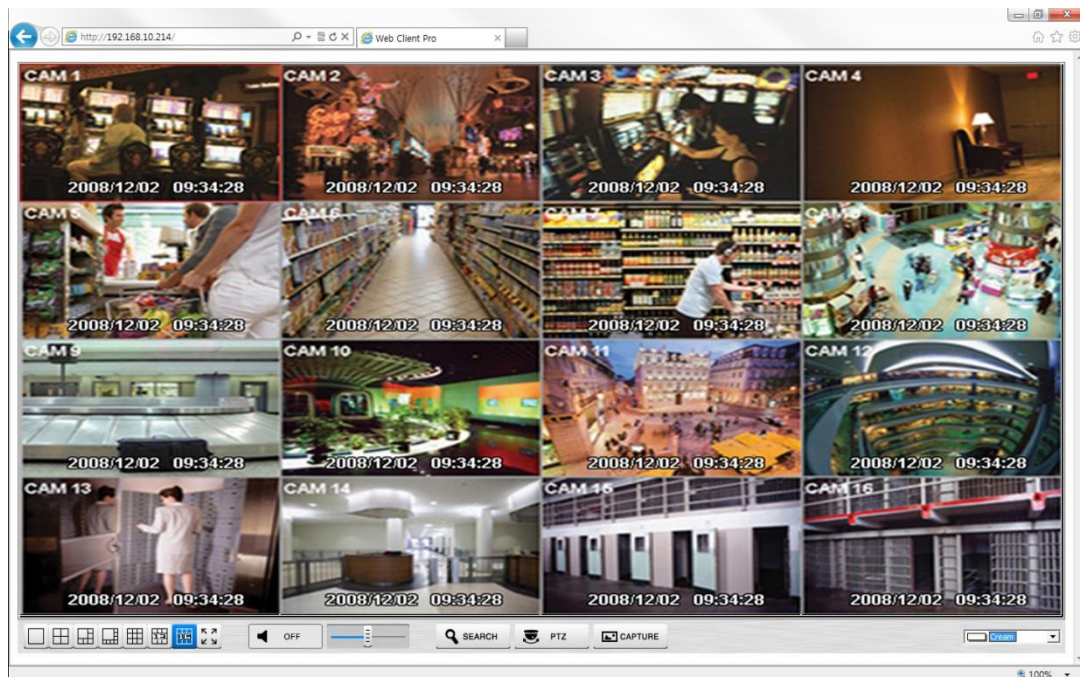 http://192.168.10.214/
Web Client Pro
CAM 1
2008/12/02 09:34:28
CAM 2
2008/12/02 09:34:28
CAM 3
2008/12/02 09:34:28
CAM 4
2008/12/02 09:34:28
CAM 5
2008/12/02 09:34:28
CAM 6
2008/12/02 09:34:28
CAM 7
2008/12/02 09:34:28
CAM 8
2008/12/02 09:34:28
CAM 9
2008/12/02 09:34:28
CAM 10
2008/12/02 09:34:28
CAM 11
2008/12/02 09:34:28
CAM 12
2008/12/02 09:34:28
CAM 13
2008/12/02 09:34:28
CAM 14
2008/12/02 09:34:28
CAM 15
2008/12/02 09:34:28
CAM 16
2008/12/02 09:34:28
OFF
SEARCH
PTZ
CAPTURE
Cream
100%